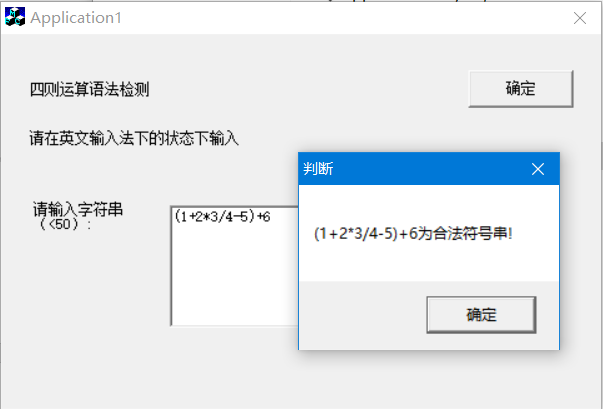 Application1
四则运算语法检测
确定
请在英文输入法下的状态下输入
请输入字符串
（<50）:
(1+2*3/4-5)+6
判断
(1+2*3/4-5)+6为合法符号串!
确定